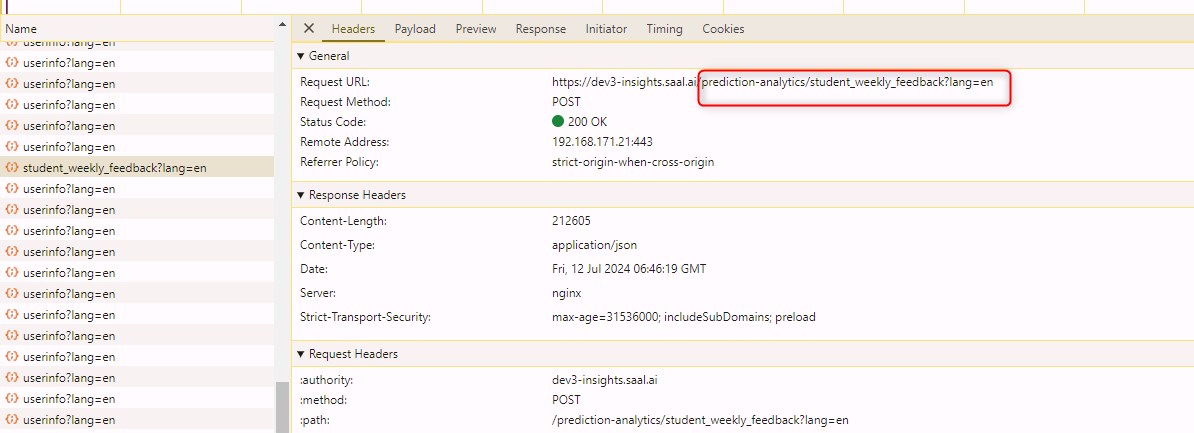 Name
userinfo?lang=en
userinfo?lang=en
userinfo?lang=en
userinfo?lang=en
userinfo?lang=en
userinfo?lang=en
student_weekly_feedback?lang=en
userinfo?lang=en
userinfo?lang=en
userinfo?lang=en
userinfo?lang=en
userinfo?lang=en
userinfo?lang=en
userinfo?lang=en
userinfo?lang=en
userinfo?lang=en
userinfo?lang=en
userinfo?lang=en
userinfo?lang=en
Headers Payload Preview Response Initiator Timing Cookies
General
Request URL: https://dev3-insights.saal.ai/prediction-analytics/student_weekly_feedback?lang=en
Request Method: POST
Status Code: 200 OK
Remote Address: 192.168.171.21:443
Referrer Policy: strict-origin-when-cross-origin
Response Headers
Content-Length: 212605
Content-Type: application/json
Date: Fri, 12 Jul 2024 06:46:19 GMT
Server: nginx
Strict-Transport-Security: max-age=31536000; includeSubDomains; preload
Request Headers
:authority: dev3-insights.saal.ai
:method: POST
:path: /prediction-analytics/student_weekly_feedback?lang=en